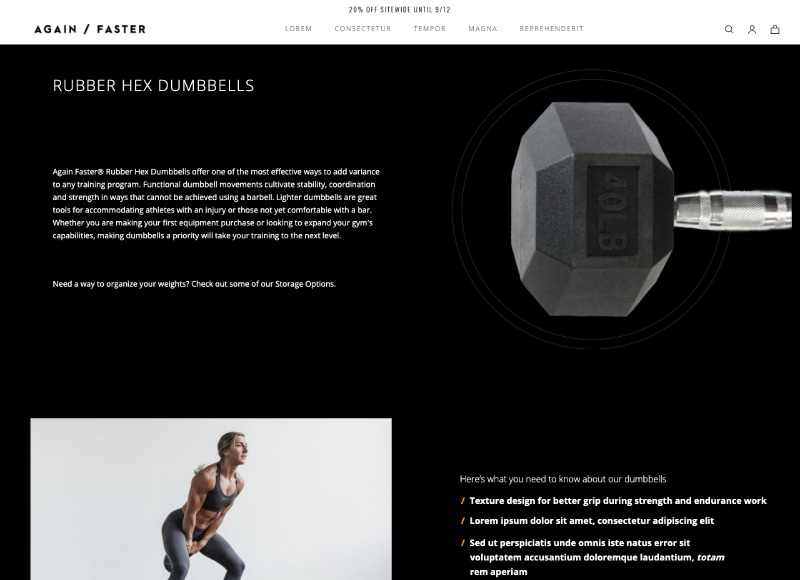 20% OFF SITEWIDE UNTIL 9/12
AGAIN / FASTER
LOREM CONSECTETUR TEMPOR MAGNA REPREHENDERIT
RUBBER HEX DUMBBELLS
40LB
Again Faster® Rubber Hex Dumbbells offer one of the most effective ways to add variance
to any training program. Functional dumbbell movements cultivate stability, coordination
and strength in ways that cannot be achieved using a barbell. Lighter dumbbells are great
tools for accommodating athletes with an injury or those not yet comfortable with a bar.
Whether you are making your first equipment purchase or looking to expand your gym's
capabilities, making dumbbells a priority will take your training to the next level.
Need a way to organize your weights? Check out some of our Storage Options.
Here's what you need to know about our dumbbells
/ Texture design for better grip during strength and endurance work
/ Lorem ipsum dolor sit amet, consectetur adipiscing elit
/ Sed ut perspiciatis unde omnis iste natus error sit
voluptatem accusantium doloremque laudantium, totam
rem aperiam